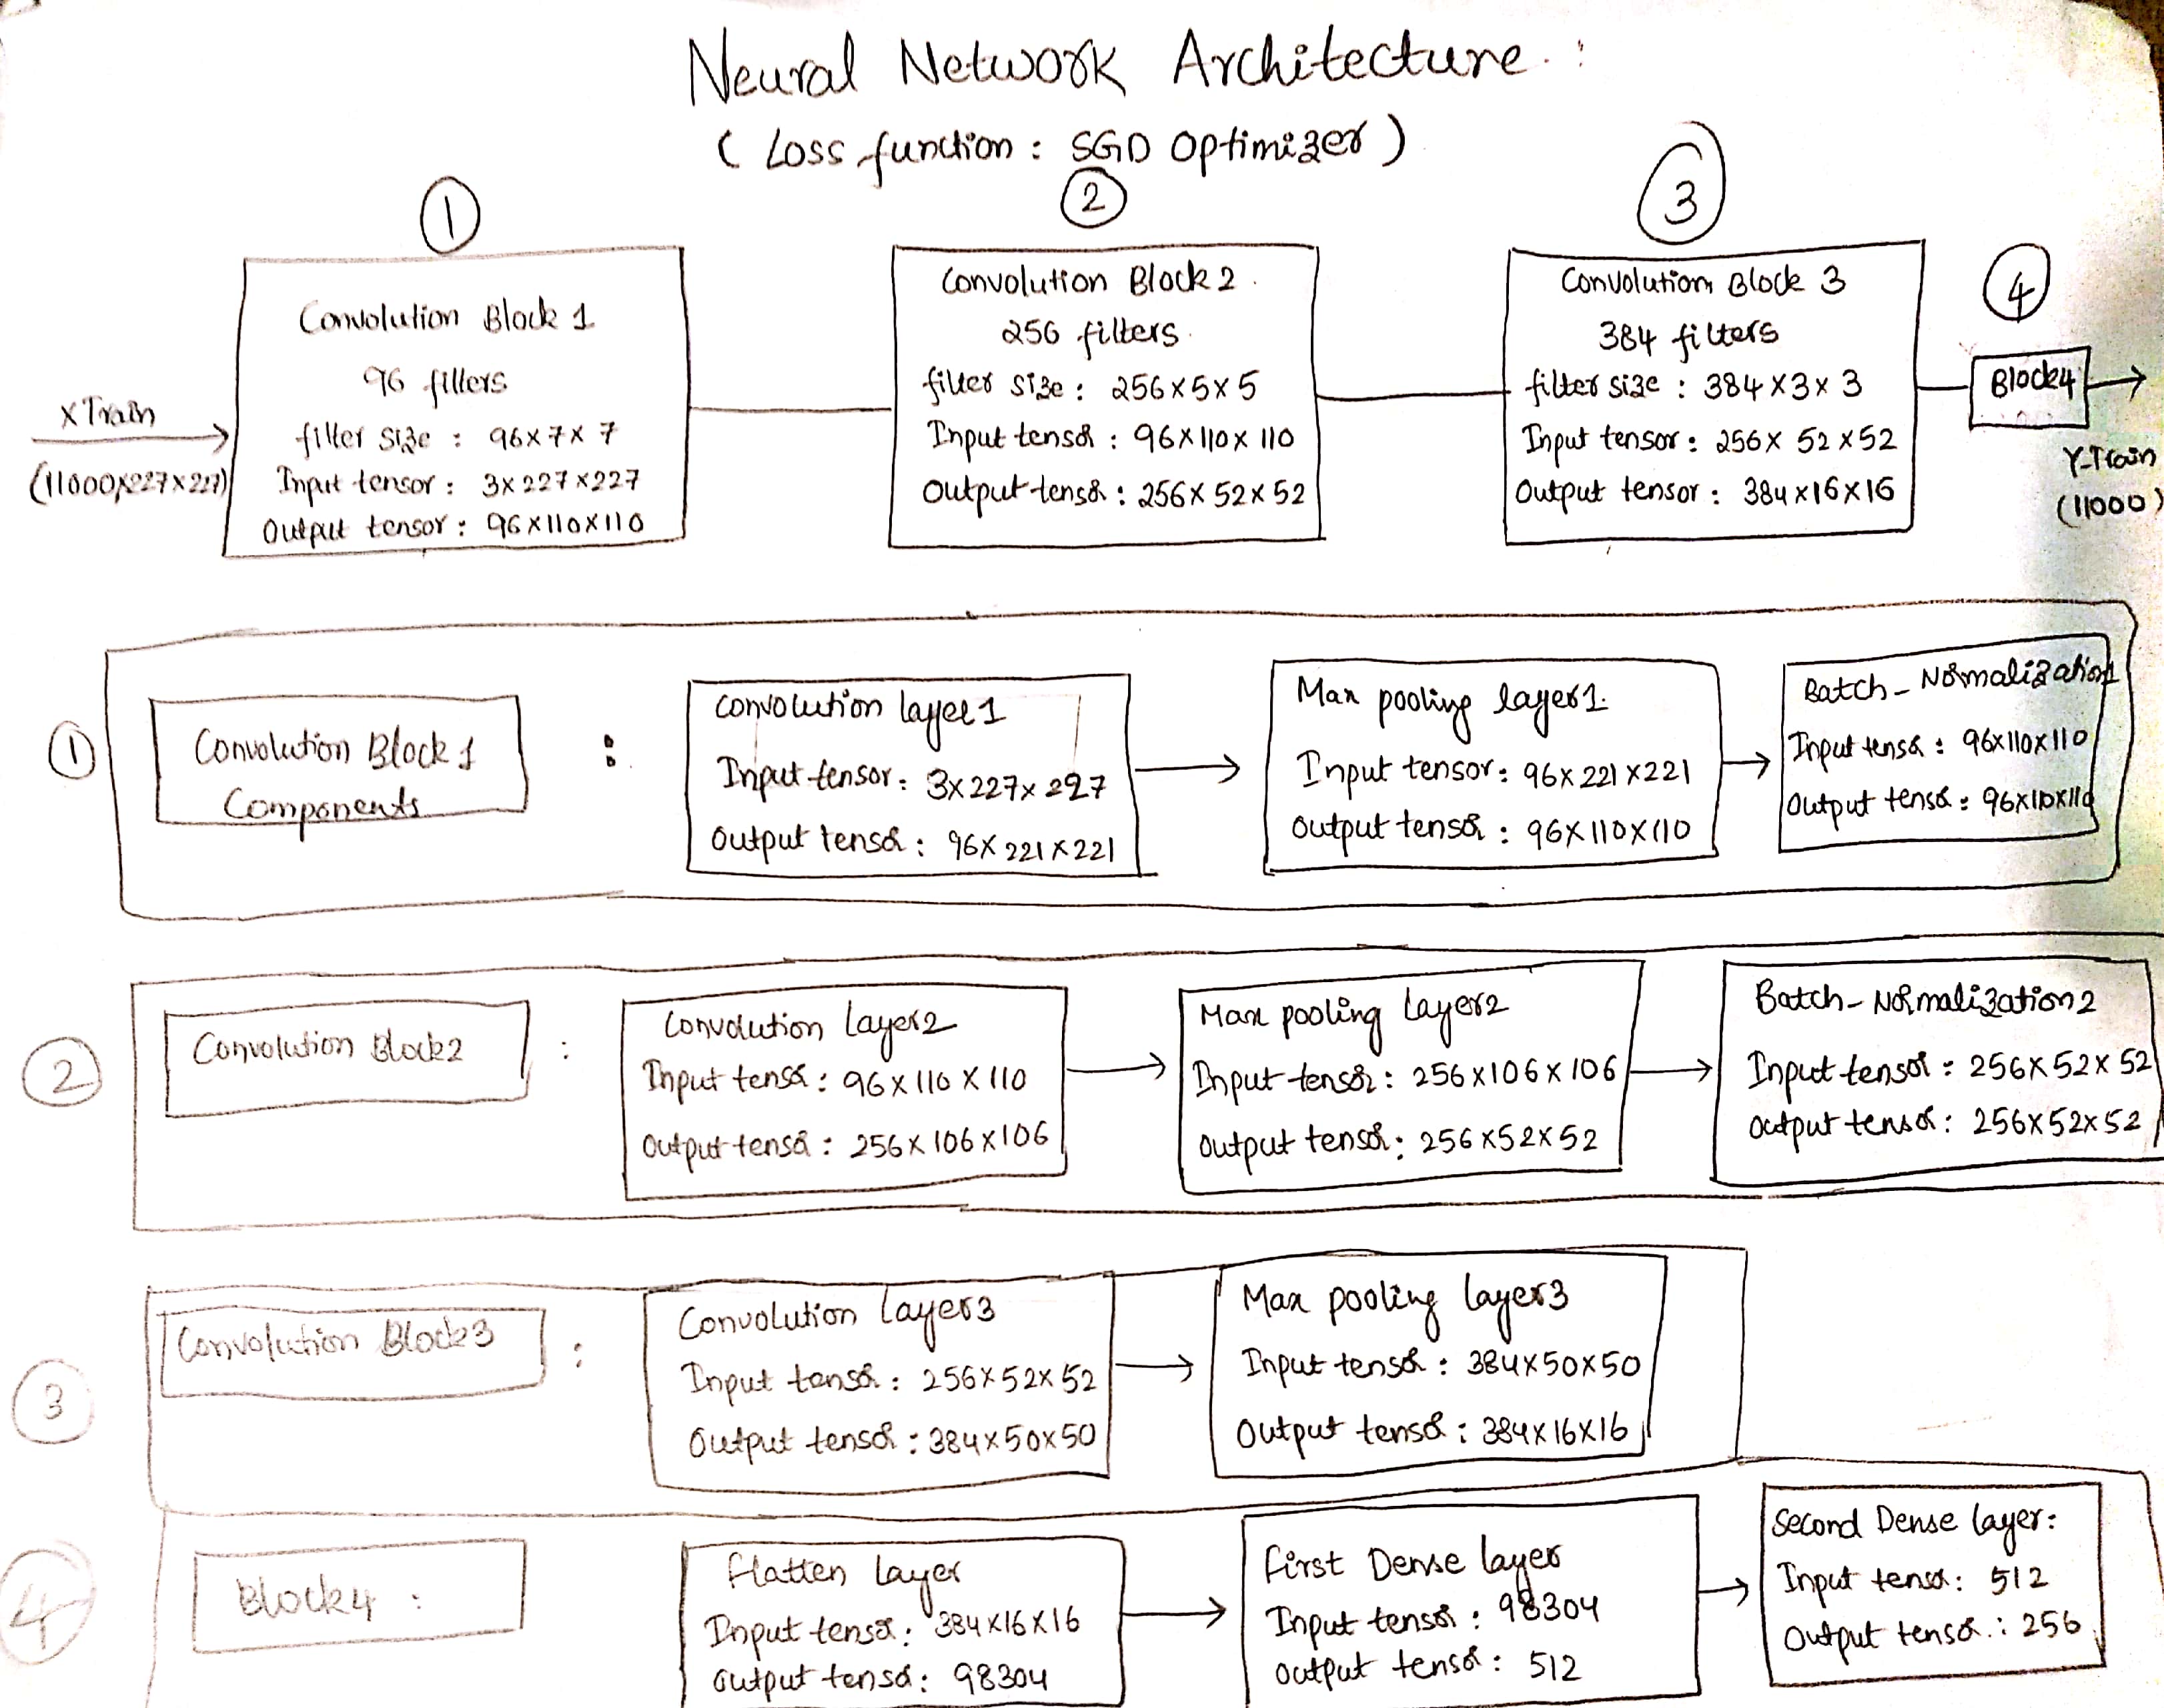 Neural Network Architecture :
( Loss function : SGD Optimizer )
1
2
3
4
X Train
(11000x227x227)
Convolution Block 1
96 filters
filter size : 96x7x7
Input tensor : 3x227x227
Output tensor : 96x110x110
Convolution Block 2
256 filters
filter size : 256x5x5
Input tensor : 96x110x110
Output tensor : 256x52x52
Convolution Block 3
384 filters
filter size : 384x3x3
Input tensor : 256x52x52
Output tensor : 384x16x16
Block4
Y-Train
(11000)
1
Convolution Block 1
Components
:
Convolution layer 1
Input tensor : 3x227x227
Output tensor : 96x221x221
Max pooling layer 1
Input tensor : 96x221x221
Output tensor : 96x110x110
Batch-Normalization1
Input tensor : 96x110x110
Output tensor : 96x110x110
2
Convolution Block2
:
Convolution Layer2
Input tensor : 96x110x110
Output tensor : 256x106x106
Max pooling Layer2
Input tensor : 256x106x106
Output tensor : 256x52x52
Batch-Normalization2
Input tensor : 256x52x52
Output tensor : 256x52x52
3
Convolution Block3
:
Convolution Layer3
Input tensor : 256x52x52
Output tensor : 384x50x50
Max pooling layer3
Input tensor : 384x50x50
Output tensor : 384x16x16
4
Block4 :
flatten Layer
Input tensor : 384x16x16
Output tensor : 98304
First Dense layer
Input tensor : 98304
Output tensor : 512
Second Dense layer:
Input tensor : 512
Output tensor : 256